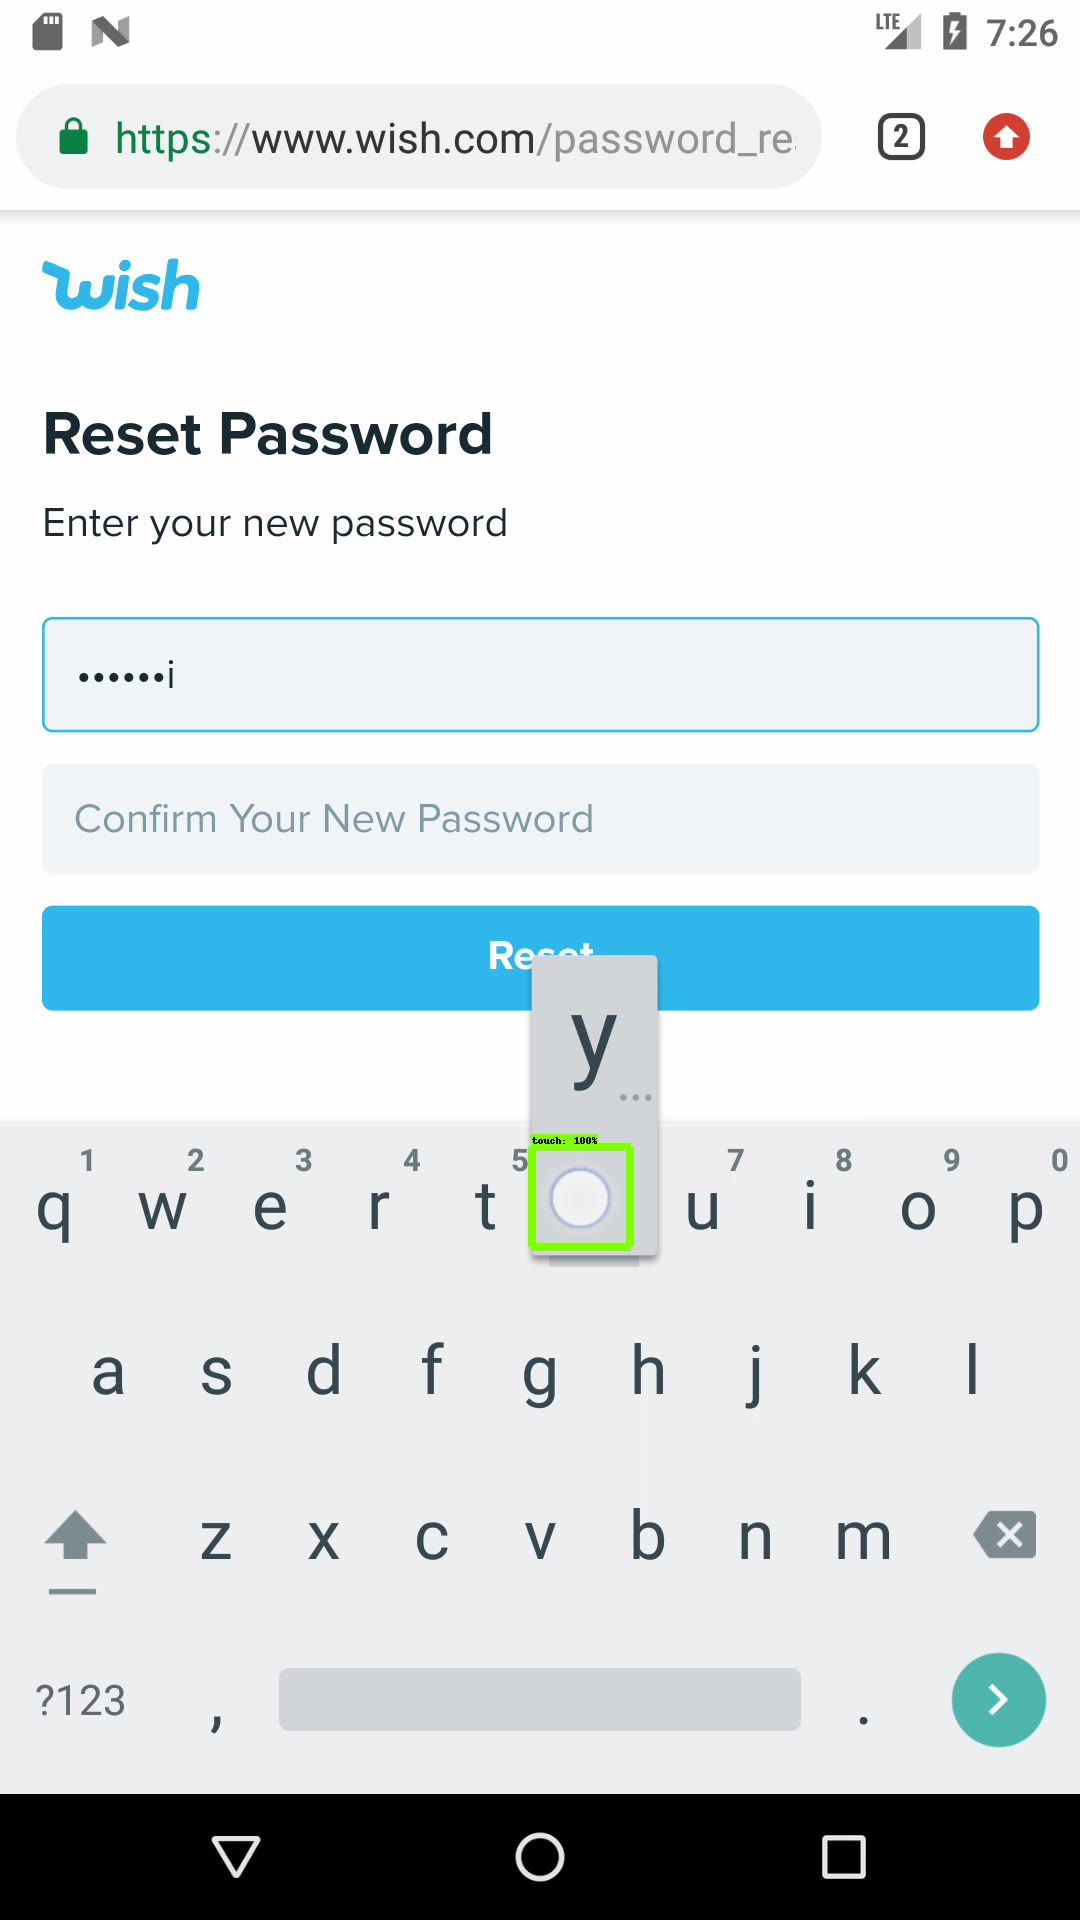 LTE 7:26
https://www.wish.com/password_re
2
wish
Reset Password
Enter your new password
••••••i
Confirm Your New Password
Reset
y
...
touch: 100%
1 2 3 4 5 7 8 9 0
q w e r t u i o p
a s d f g h j k l
z x c v b n m
?123 , .